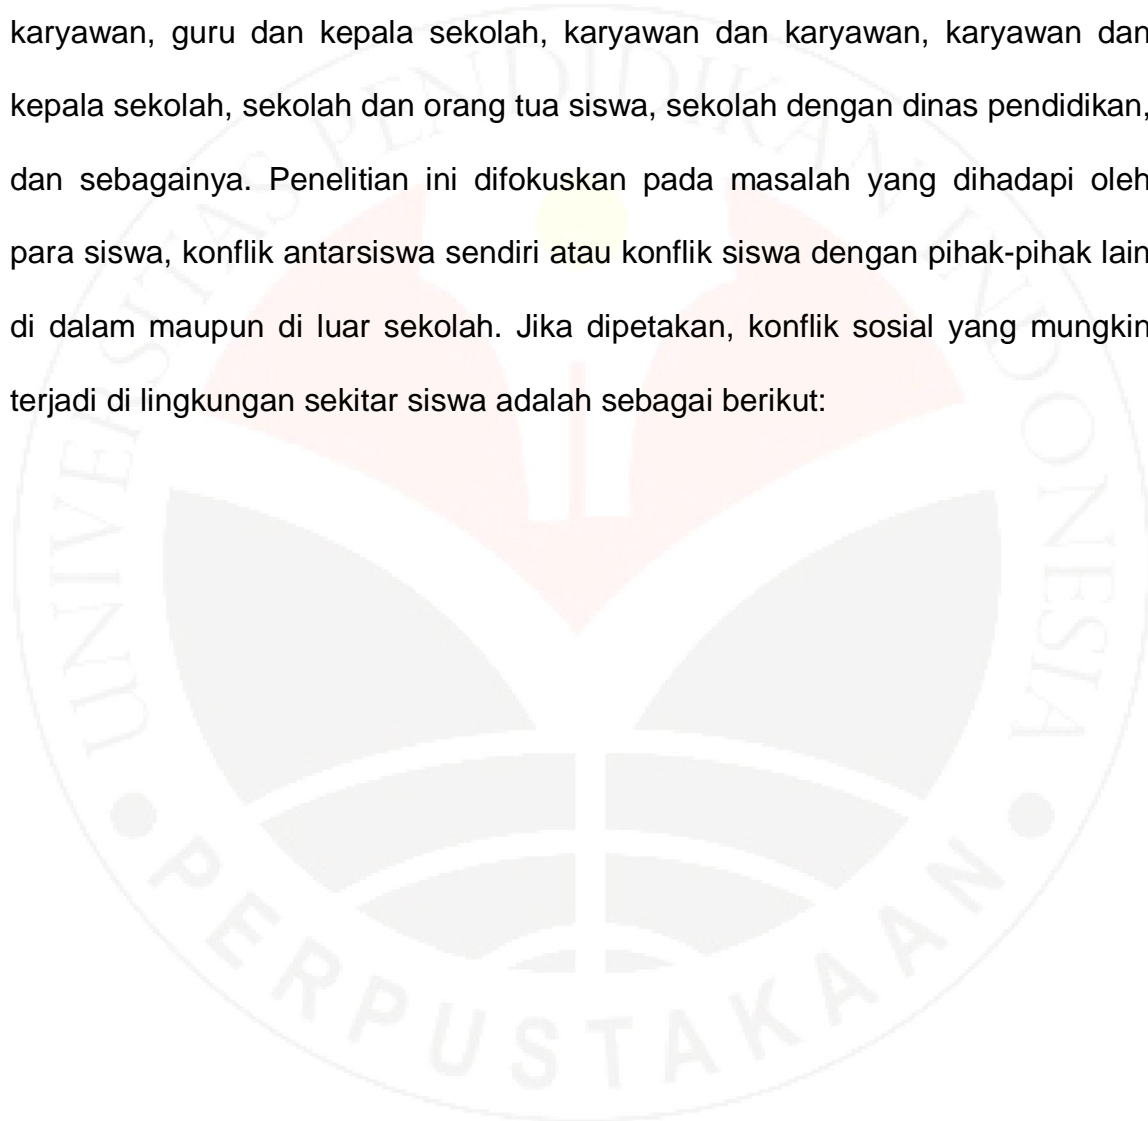 karyawan, guru dan kepala sekolah, karyawan dan karyawan, karyawan dan
kepala sekolah, sekolah dan orang tua siswa, sekolah dengan dinas pendidikan,
dan sebagainya. Penelitian ini difokuskan pada masalah yang dihadapi oleh
para siswa, konflik antarsiswa sendiri atau konflik siswa dengan pihak-pihak lain
di dalam maupun di luar sekolah. Jika dipetakan, konflik sosial yang mungkin
terjadi di lingkungan sekitar siswa adalah sebagai berikut:
UNIVERSITAS PENDIDIKAN INDONESIA
PERPUSTAKAAN